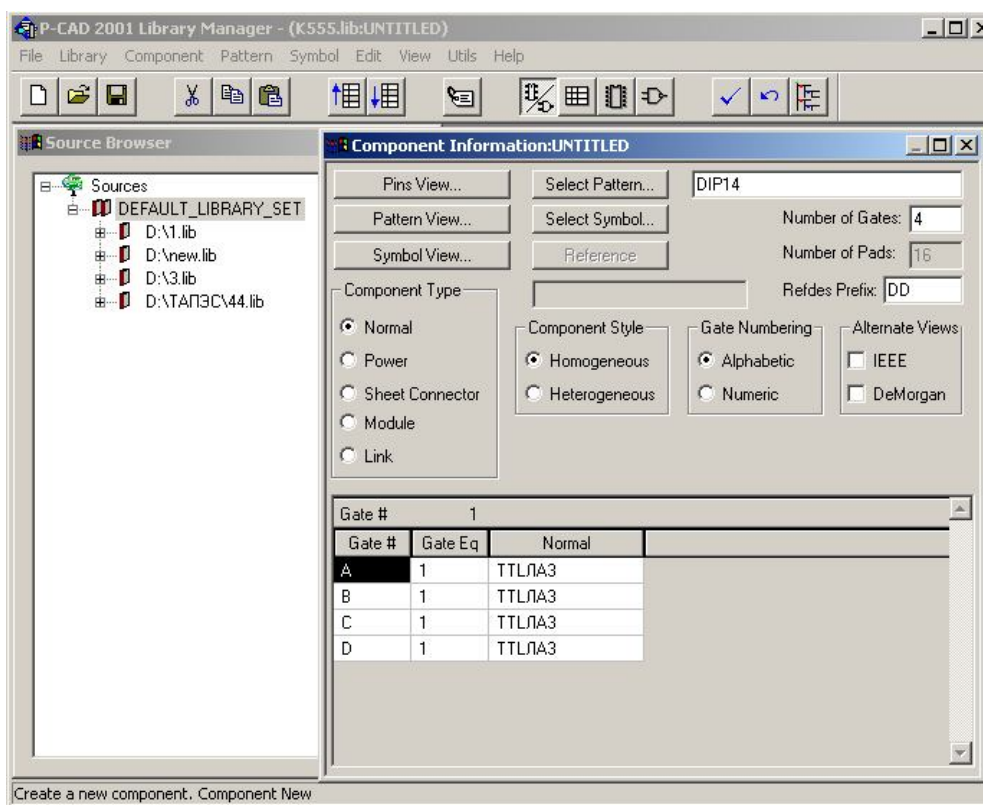 P-CAD 2001 Library Manager - (K555.lib:UNTITLED)
File Library Component Pattern Symbol Edit View Utils Help
Source Browser
Sources
DEFAULT_LIBRARY_SET
D:\1.lib
D:\new.lib
D:\3.lib
D:\ТАПЭС\44.lib
Component Information:UNTITLED
Pins View... Select Pattern... DIP14
Pattern View... Select Symbol... Number of Gates: 4
Symbol View... Reference Number of Pads: 16
Refdes Prefix: DD
Component Type
Normal
Power
Sheet Connector
Module
Link
Component Style
Homogeneous
Heterogeneous
Gate Numbering
Alphabetic
Numeric
Alternate Views
IEEE
DeMorgan
Gate # 1
Gate # Gate Eq Normal
A 1 TTLЛА3
B 1 TTLЛА3
C 1 TTLЛА3
D 1 TTLЛА3
Create a new component. Component New